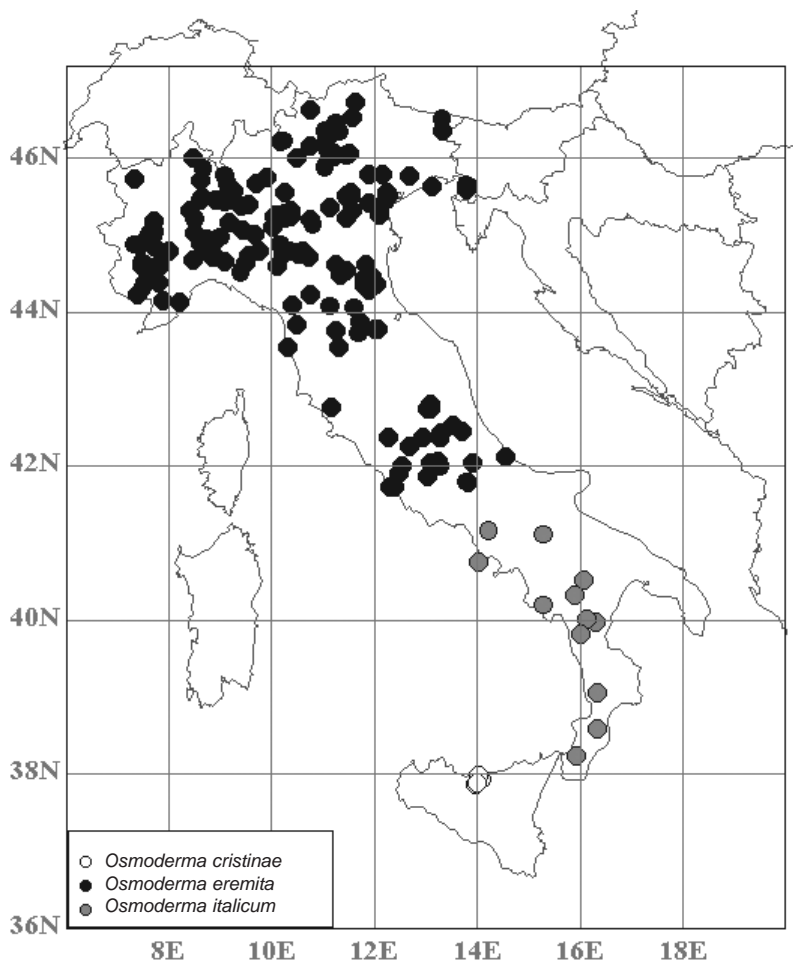 46N
44N
42N
40N
38N
36N
Osmoderma cristinae
Osmoderma eremita
Osmoderma italicum
8E 10E 12E 14E 16E 18E